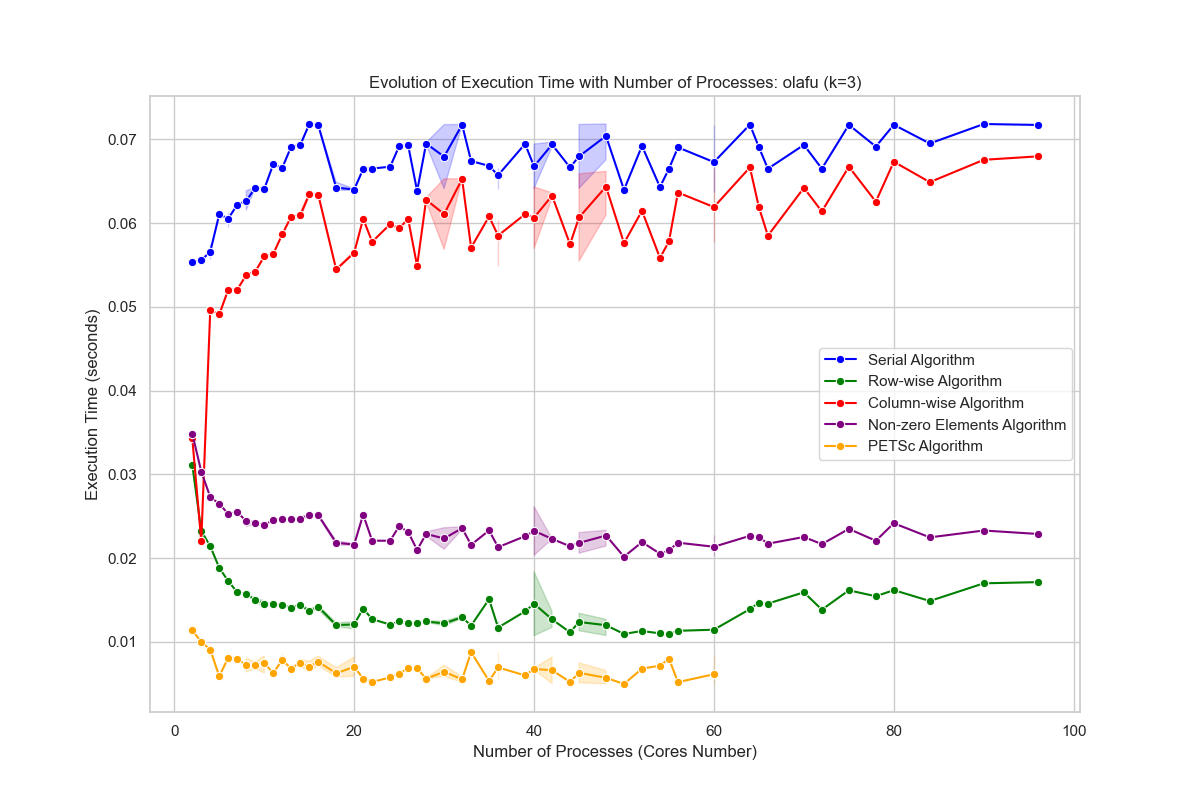 Evolution of Execution Time with Number of Processes: olafu (k=3)
Execution Time (seconds)
0.07
0.06
0.05
0.04
0.03
0.02
0.01
Serial Algorithm
Row-wise Algorithm
Column-wise Algorithm
Non-zero Elements Algorithm
PETSc Algorithm
0 20 40 60 80 100
Number of Processes (Cores Number)